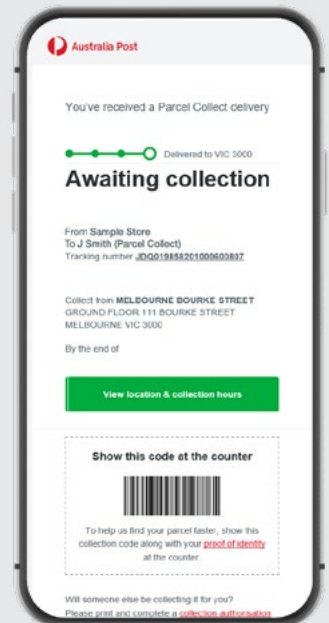 Australia Post
You've received a Parcel Collect delivery
Delivered to VIC 3000
Awaiting collection
From Sample Store
To J Smith (Parcel Collect)
Tracking number JDQ019858201000600807
Collect from MELBOURNE BOURKE STREET
GROUND FLOOR 111 BOURKE STREET
MELBOURNE VIC 3000
By the end of
View location & collection hours
Show this code at the counter
To help us find your parcel faster, show this
collection code along with your proof of identity
at the counter
Will someone else be collecting it for you?
Please print and complete a collection authorisation